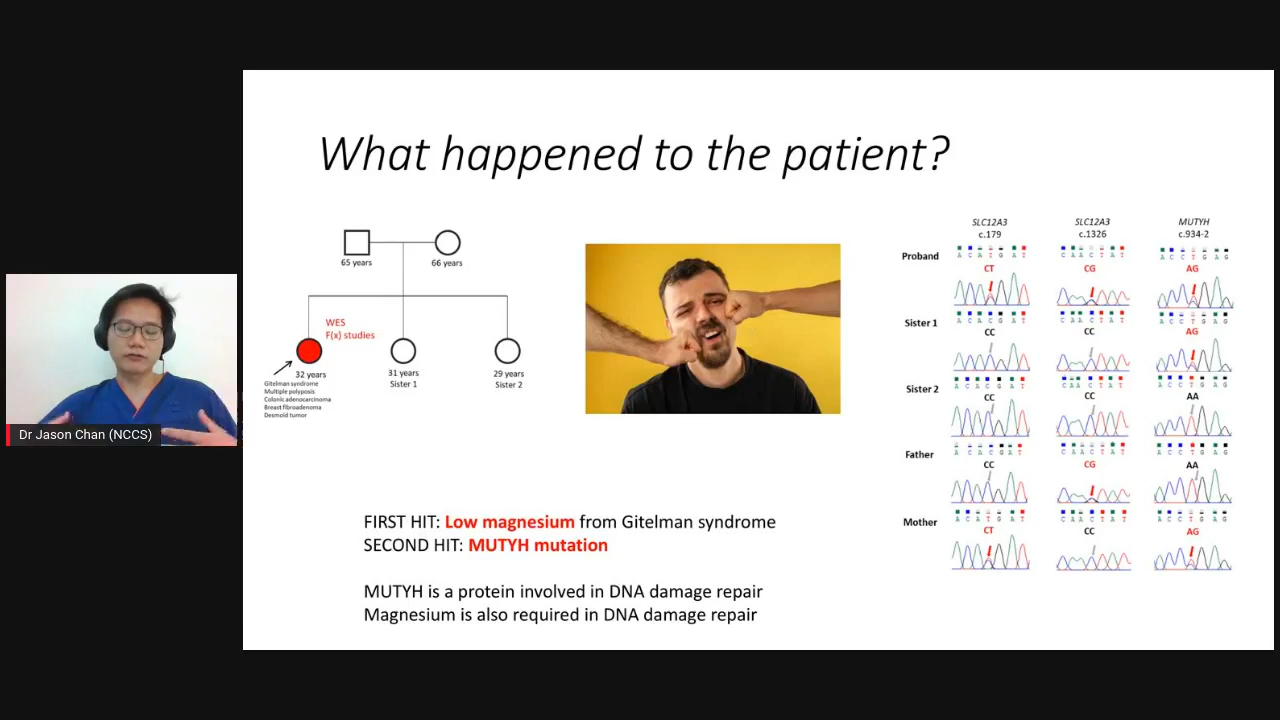 What happened to the patient?
65 years
66 years
WES
F(x) studies
32 years
Gitelman syndrome
Multiple polyposis
Colonic adenocarcinoma
Breast fibroadenoma
Desmoid tumor
31 years
Sister 1
29 years
Sister 2
FIRST HIT: Low magnesium from Gitelman syndrome
SECOND HIT: MUTYH mutation
MUTYH is a protein involved in DNA damage repair
Magnesium is also required in DNA damage repair
SLC12A3 SLC12A3 MUTYH
c.179 c.1326 c.934-2
Proband
A C A T G A T C A A C T A T A C C T G A G
CT CG AG
Sister 1
A C A C G A T C A A C T A T A C C T G A G
CC CC AG
Sister 2
A C A C G A T C A A C T A T A C C T G A G
CC CC AA
Father
A C A C G A T C A A C T A T A C C T G A G
CC CG AA
Mother
A C A T G A T C A A C T A T A C C T G A G
CT CC AG
Dr Jason Chan (NCCS)